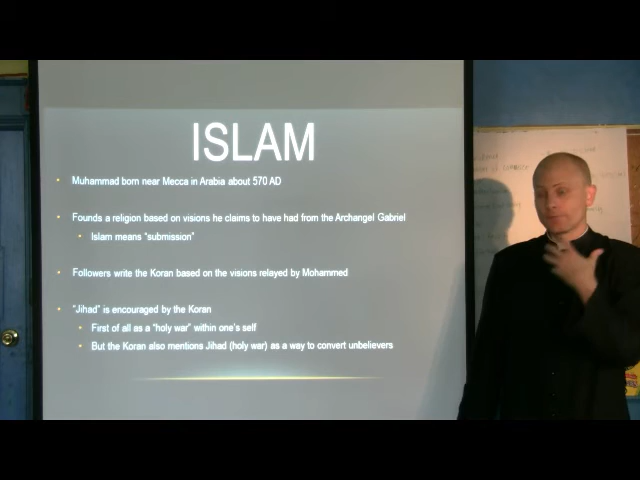 ISLAM
• Muhammad born near Mecca in Arabia about 570 AD
• Founds a religion based on visions he claims to have had from the Archangel Gabriel
• Islam means “submission”
• Followers write the Koran based on the visions relayed by Mohammed
• “Jihad” is encouraged by the Koran
• First of all as a “holy war” within one’s self
• But the Koran also mentions Jihad (holy war) as a way to convert unbelievers